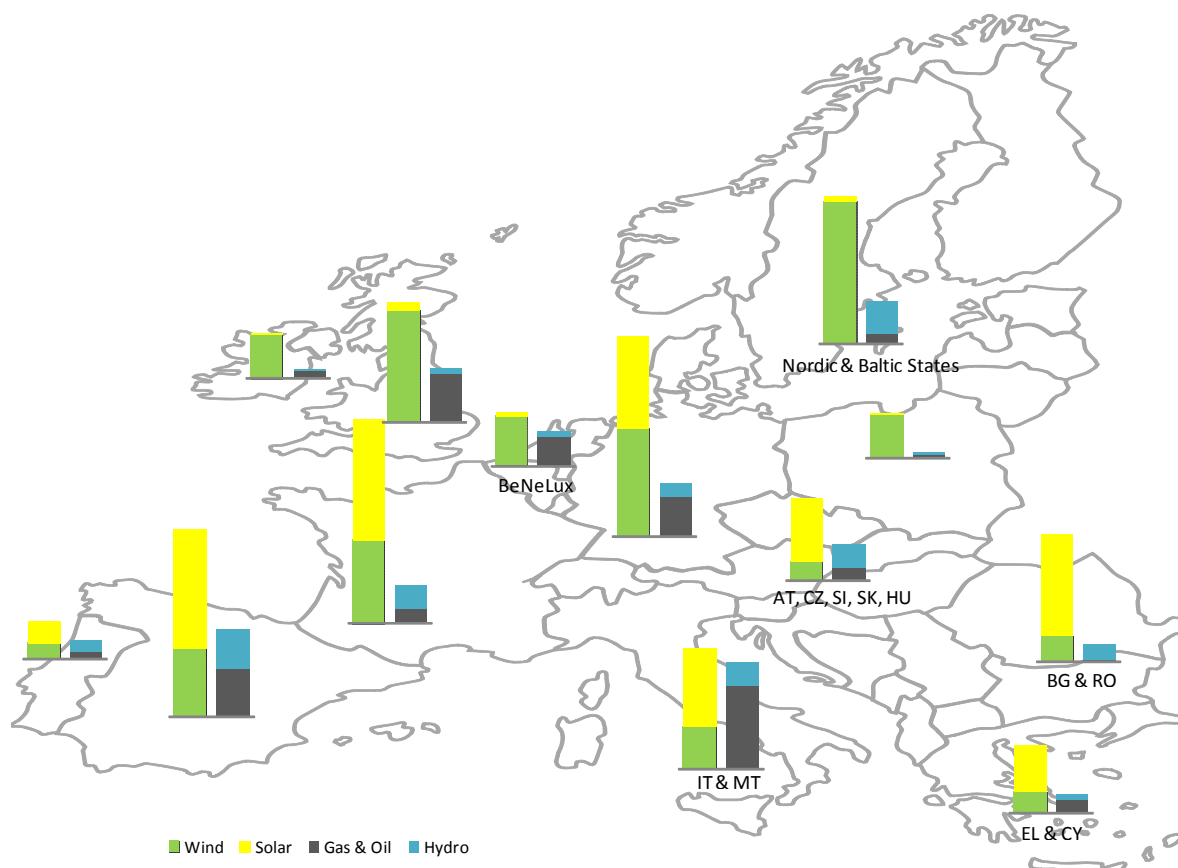 Nordic & Baltic States
BeNeLux
AT, CZ, SI, SK, HU
BG & RO
IT & MT
EL & CY
Wind Solar Gas & Oil Hydro